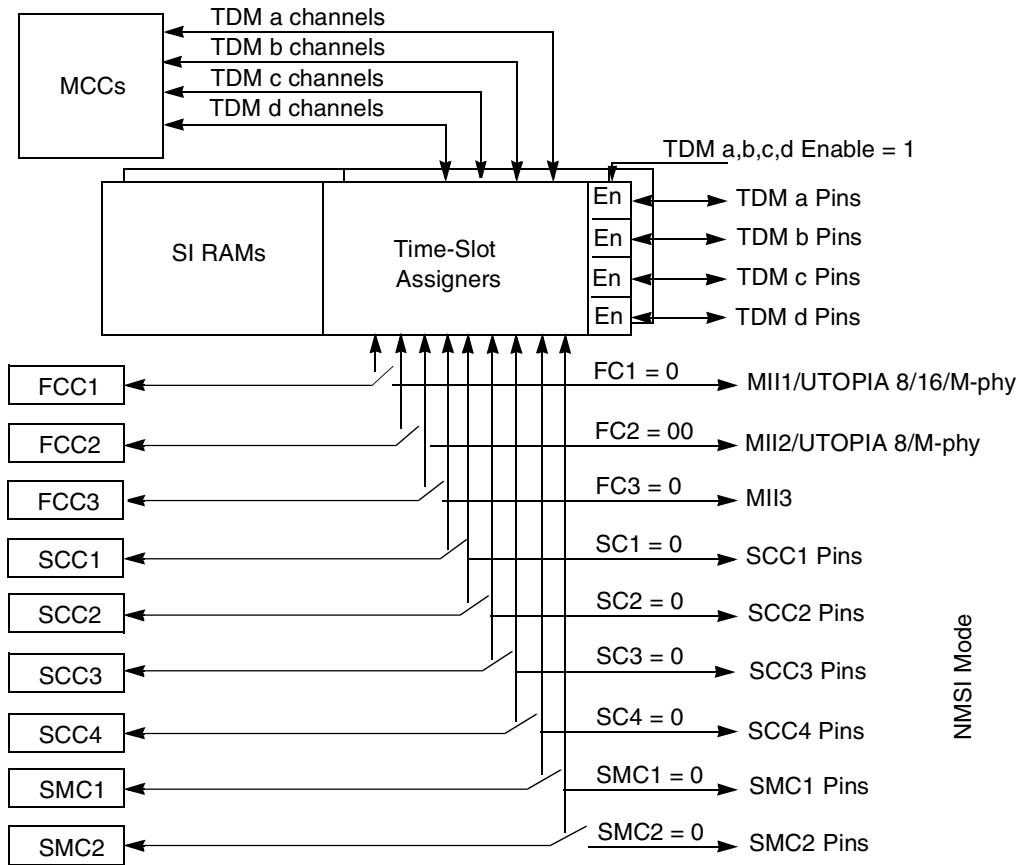 TDM a channels
TDM b channels
TDM c channels
TDM d channels
MCCs
TDM a,b,c,d Enable = 1
SI RAMs
Time-Slot
Assigners
En
TDM a Pins
En
TDM b Pins
En
TDM c Pins
En
TDM d Pins
FCC1
FC1 = 0
MII1/UTOPIA 8/16/M-phy
FCC2
FC2 = 00
MII2/UTOPIA 8/M-phy
FCC3
FC3 = 0
MII3
SCC1
SC1 = 0
SCC1 Pins
SCC2
SC2 = 0
SCC2 Pins
SCC3
SC3 = 0
SCC3 Pins
SCC4
SC4 = 0
SCC4 Pins
SMC1
SMC1 = 0
SMC1 Pins
SMC2
SMC2 = 0
SMC2 Pins
NMSI Mode